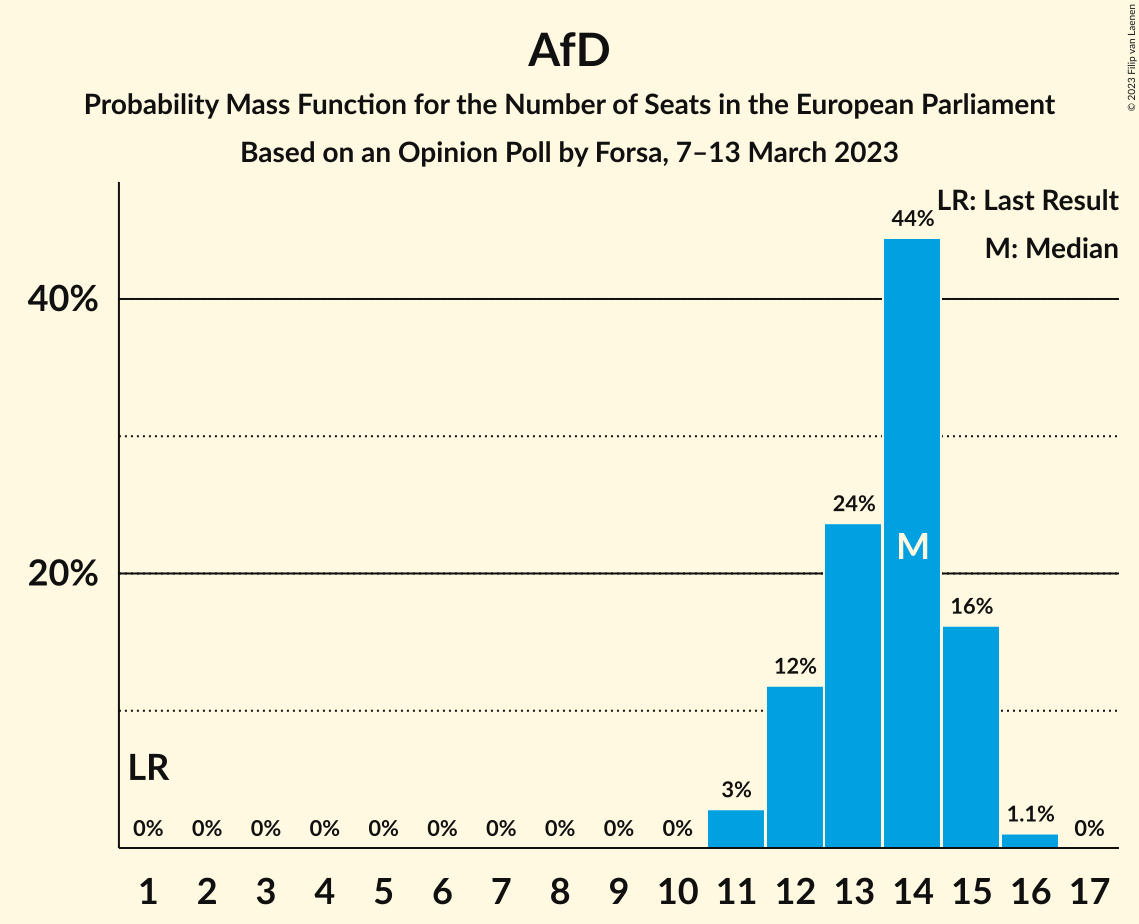 AfD
Probability Mass Function for the Number of Seats in the European Parliament
Based on an Opinion Poll by Forsa, 7–13 March 2023
© 2023 Filip van Laenen
LR: Last Result
M: Median
40%
20%
44%
24%
M
16%
12%
LR
3%
1.1%
0% 0% 0% 0% 0% 0% 0% 0% 0% 0% 0%
1 2 3 4 5 6 7 8 9 10 11 12 13 14 15 16 17